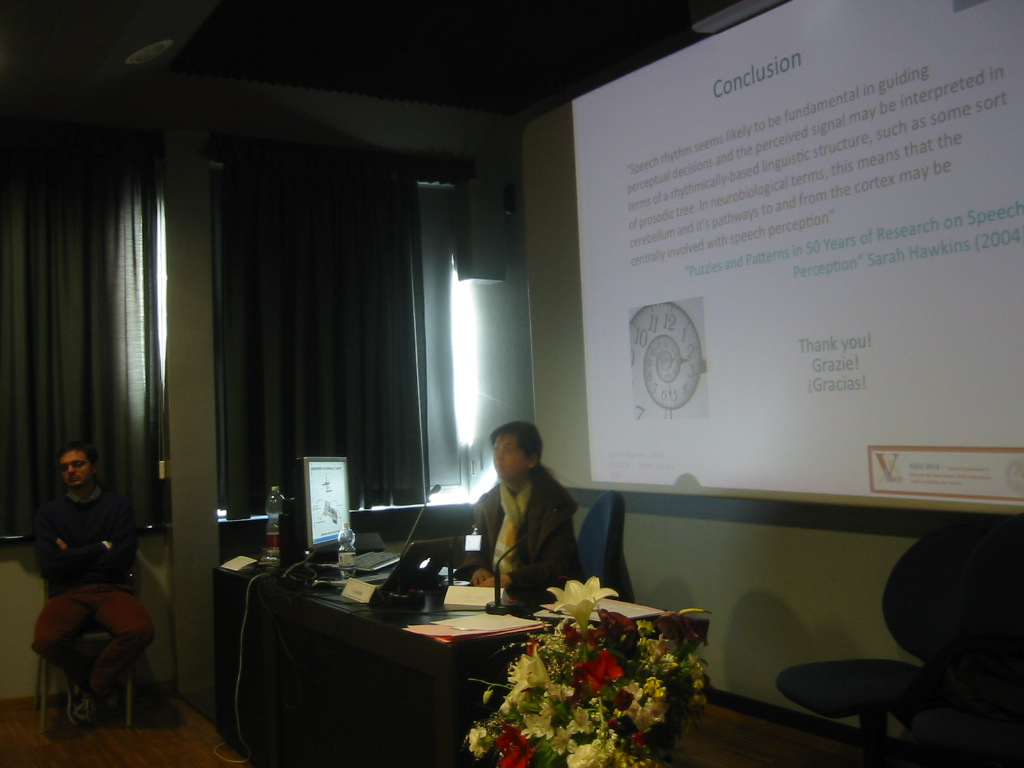 Conclusion
"Speech rhythm seems likely to be fundamental in guiding
perceptual decisions and the perceived signal may be interpreted in
terms of a rhythmically-based linguistic structure, such as some sort
of prosodic tree. In neurobiological terms, this means that the
cerebellum and it's pathways to and from the cortex may be
centrally involved with speech perception"
"Puzzles and Patterns in 50 Years of Research on Speech
Perception" Sarah Hawkins (2004)
10 11 12
Thank you!
Grazie!
¡Gracias!
V